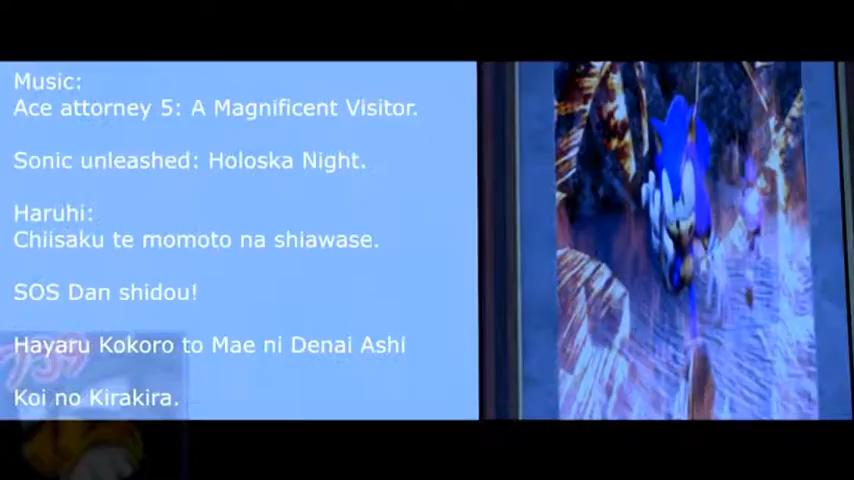 Music:
Ace attorney 5: A Magnificent Visitor.
Sonic unleashed: Holoska Night.
Haruhi:
Chiisaku te momoto na shiawase.
SOS Dan shidou!
Hayaru Kokoro to Mae ni Denai AshI
Koi no Kirakira.